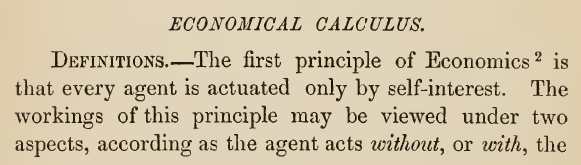 ECONOMICAL CALCULUS.
DEFINITIONS.—The first principle of Economics ² is
that every agent is actuated only by self-interest. The
workings of this principle may be viewed under two
aspects, according as the agent acts without, or with, the